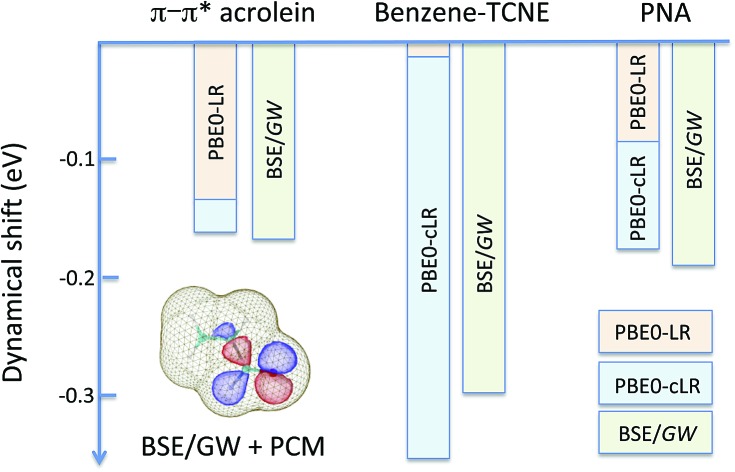 π–π* acrolein
Benzene-TCNE
PNA
Dynamical shift (eV)
-0.1
-0.2
-0.3
PBE0-LR
BSE/GW
PBE0-cLR
BSE/GW
PBE0-LR
PBE0-cLR
BSE/GW
PBE0-LR
PBE0-cLR
BSE/GW
BSE/GW + PCM